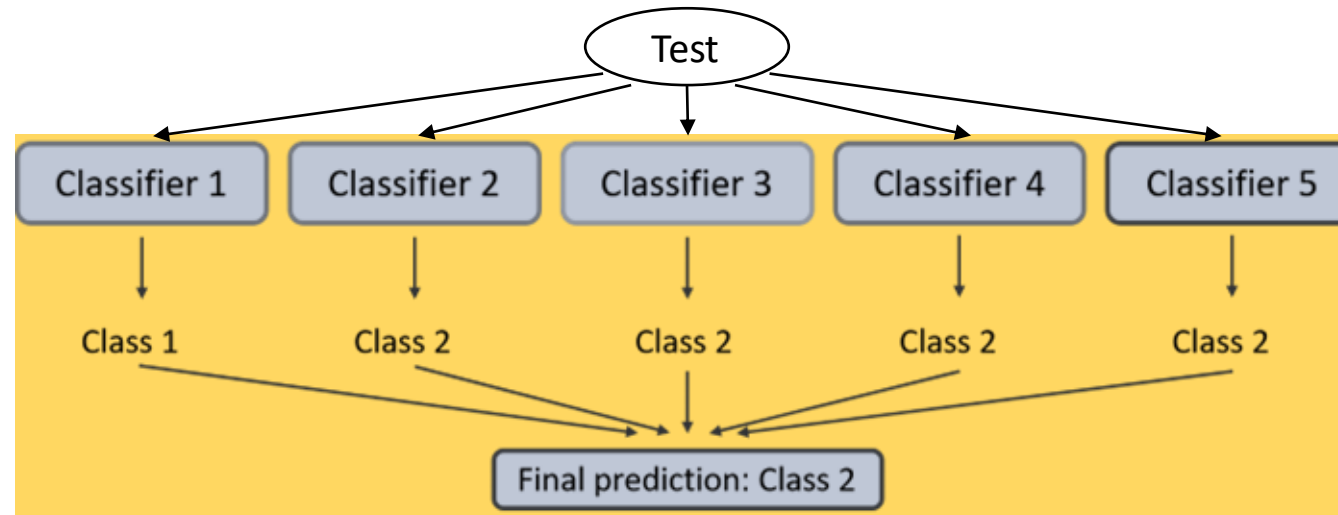 Test
Classifier 1
Classifier 2
Classifier 3
Classifier 4
Classifier 5
Class 1
Class 2
Class 2
Class 2
Class 2
Final prediction: Class 2